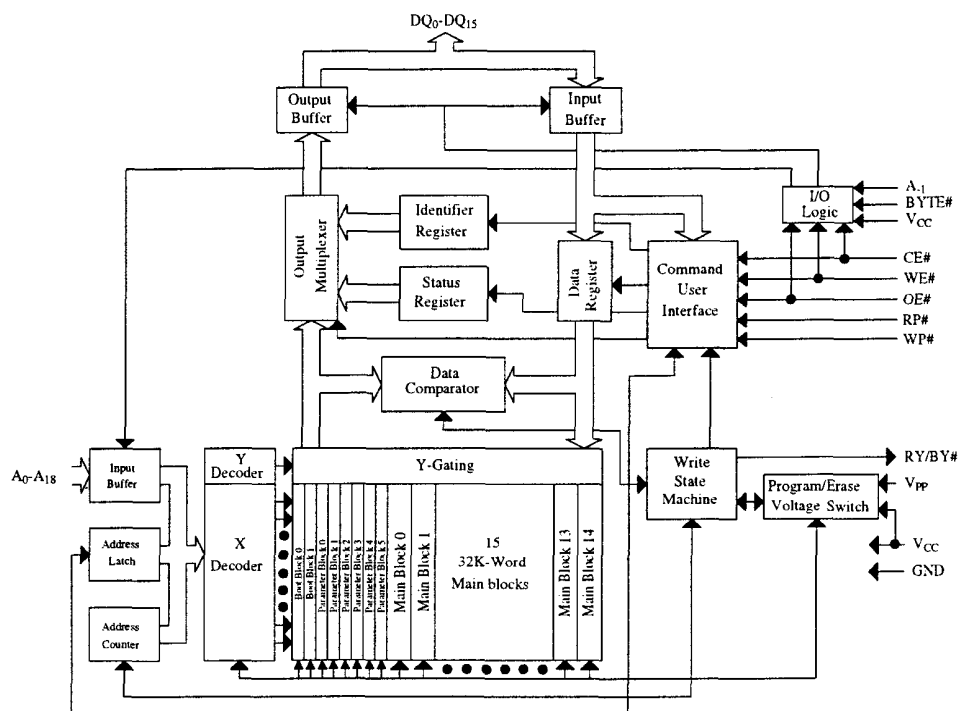 DQ0-DQ15
Output
Buffer
Input
Buffer
I/O
Logic
A-1
BYTE#
VCC
Output
Multiplexer
Identifier
Register
Status
Register
Data
Register
Command
User
Interface
CE#
WE#
OE#
RP#
WP#
Data
Comparator
A0-A18
Input
Buffer
Address
Latch
Address
Counter
Y
Decoder
X
Decoder
Y-Gating
Boot Block 0
Boot Block 1
Parameter Block 0
Parameter Block 1
Parameter Block 2
Parameter Block 3
Parameter Block 4
Parameter Block 5
Main Block 0
Main Block 1
15
32K-Word
Main blocks
Main Block 13
Main Block 14
Write
State
Machine
Program/Erase
Voltage Switch
RY/BY#
VPP
VCC
GND